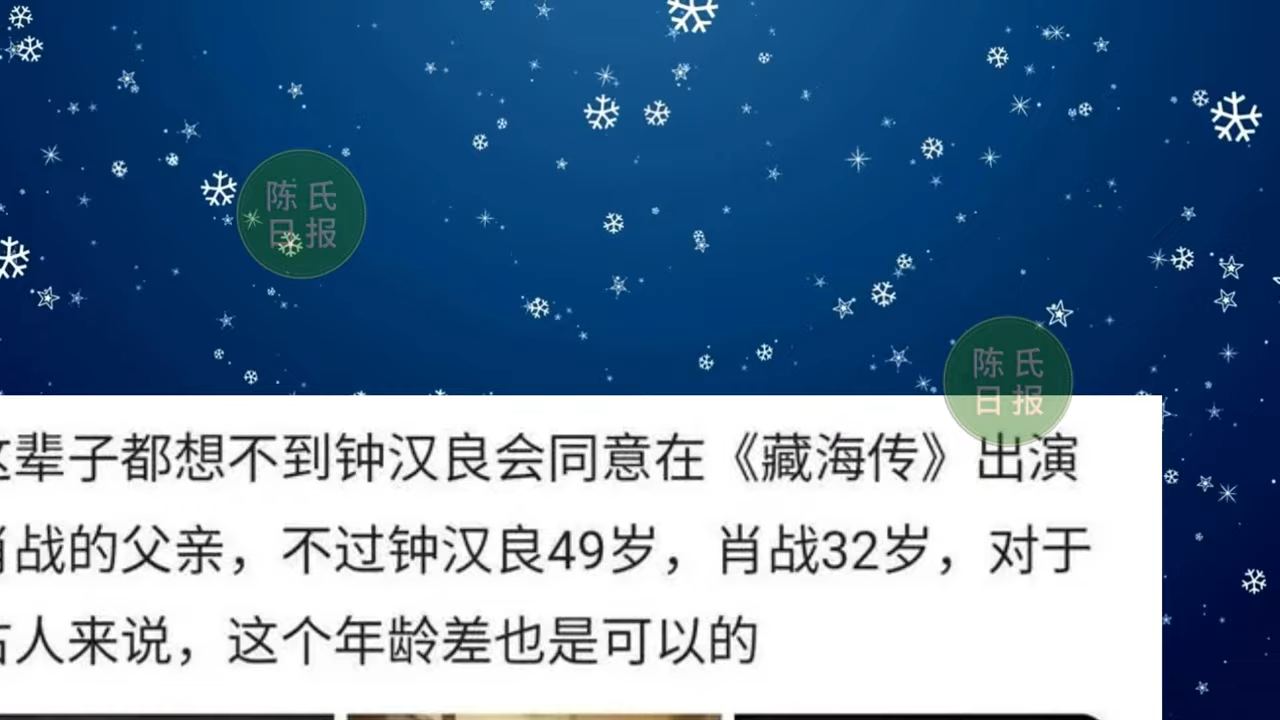 陈氏
日报
陈氏
日报
这辈子都想不到钟汉良会同意在《藏海传》出演
肖战的父亲，不过钟汉良49岁，肖战32岁，对于
古人来说，这个年龄差也是可以的